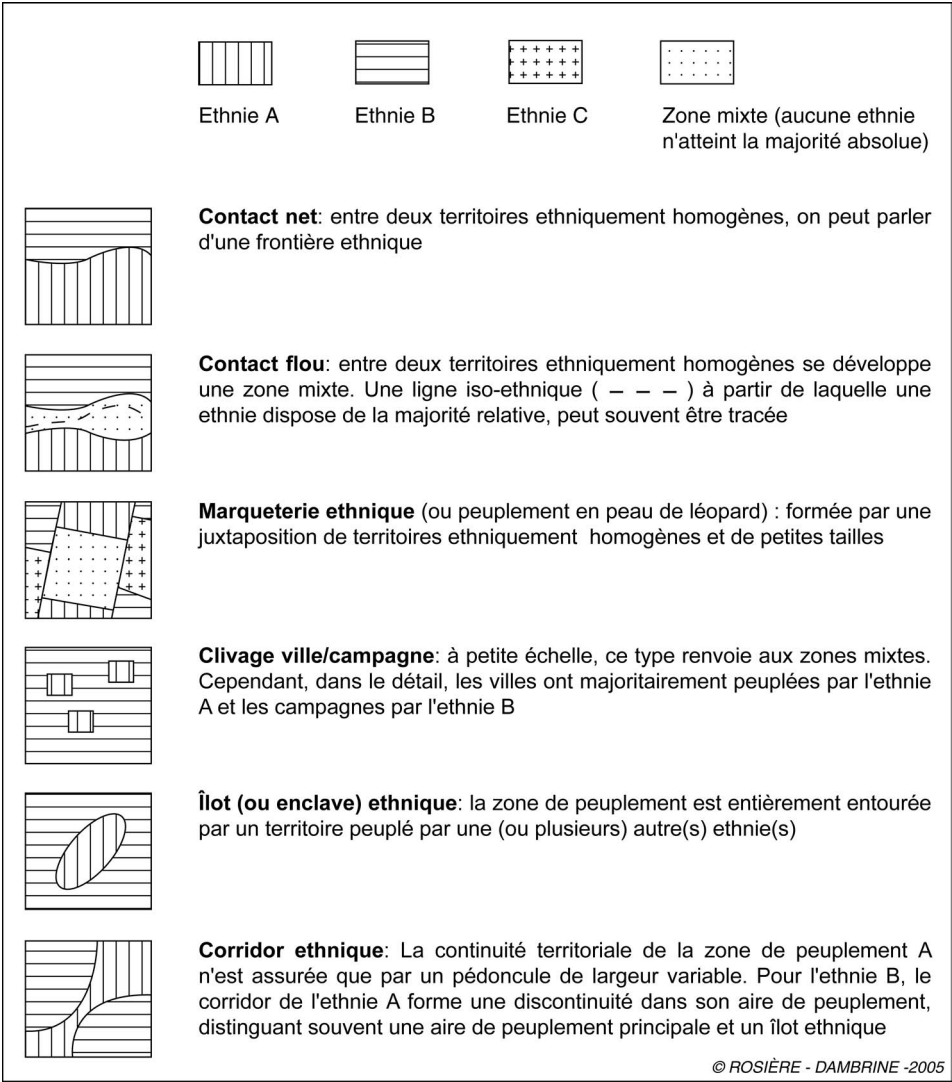 Ethnie A
Ethnie B
Ethnie C
Zone mixte (aucune ethnie
n'atteint la majorité absolue)
Contact net: entre deux territoires ethniquement homogènes, on peut parler
d'une frontière ethnique
Contact flou: entre deux territoires ethniquement homogènes se développe
une zone mixte. Une ligne iso-ethnique ( – – – ) à partir de laquelle une
ethnie dispose de la majorité relative, peut souvent être tracée
Marqueterie ethnique (ou peuplement en peau de léopard) : formée par une
juxtaposition de territoires ethniquement homogènes et de petites tailles
Clivage ville/campagne: à petite échelle, ce type renvoie aux zones mixtes.
Cependant, dans le détail, les villes ont majoritairement peuplées par l'ethnie
A et les campagnes par l'ethnie B
Îlot (ou enclave) ethnique: la zone de peuplement est entièrement entourée
par un territoire peuplé par une (ou plusieurs) autre(s) ethnie(s)
Corridor ethnique: La continuité territoriale de la zone de peuplement A
n'est assurée que par un pédoncule de largeur variable. Pour l'ethnie B, le
corridor de l'ethnie A forme une discontinuité dans son aire de peuplement,
distinguant souvent une aire de peuplement principale et un îlot ethnique
© ROSIÈRE - DAMBRINE -2005